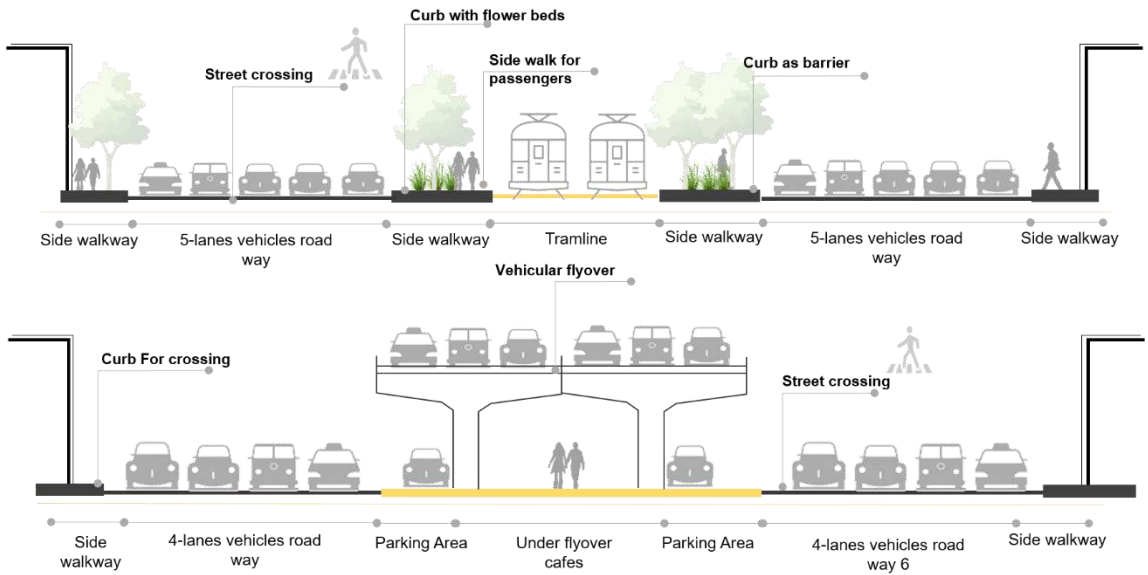 Curb with flower beds
Street crossing
Side walk for
passengers
Curb as barrier
Side walkway
5-lanes vehicles road
way
Side walkway
Tramline
Side walkway
5-lanes vehicles road
way
Side walkway
Vehicular flyover
Curb For crossing
Street crossing
Side
walkway
4-lanes vehicles road
way
Parking Area
Under flyover
cafes
Parking Area
4-lanes vehicles road
way 6
Side walkway